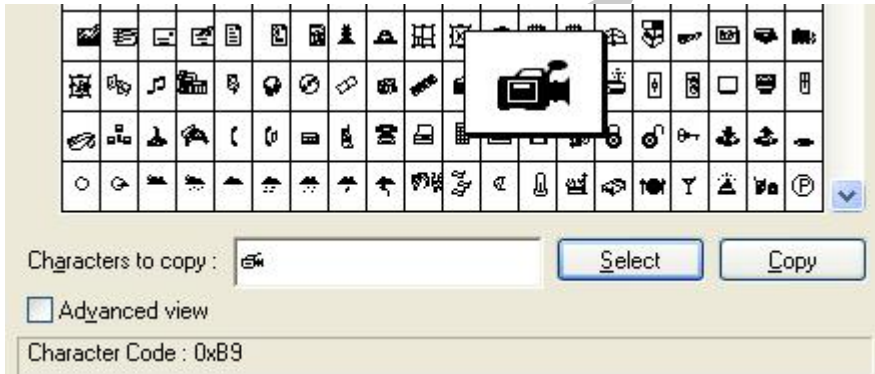 Characters to copy :
Select
Copy
Advanced view
Character Code : 0xB9